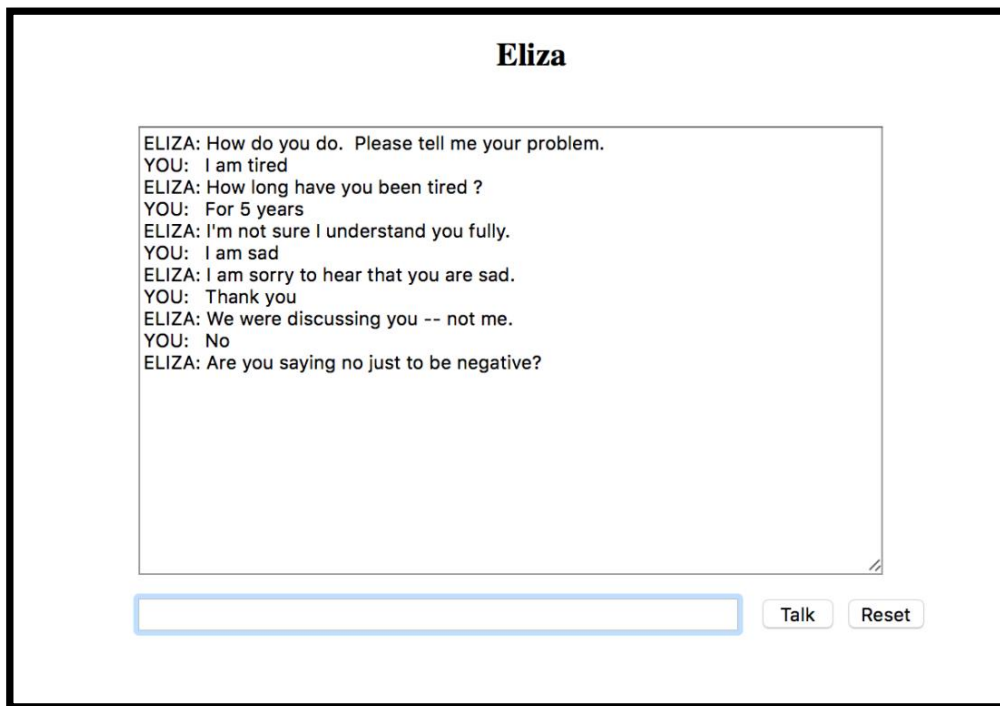 Eliza
ELIZA: How do you do.  Please tell me your problem.
YOU:   I am tired
ELIZA: How long have you been tired ?
YOU:   For 5 years
ELIZA: I'm not sure I understand you fully.
YOU:   I am sad
ELIZA: I am sorry to hear that you are sad.
YOU:   Thank you
ELIZA: We were discussing you -- not me.
YOU:   No
ELIZA: Are you saying no just to be negative?
Talk Reset